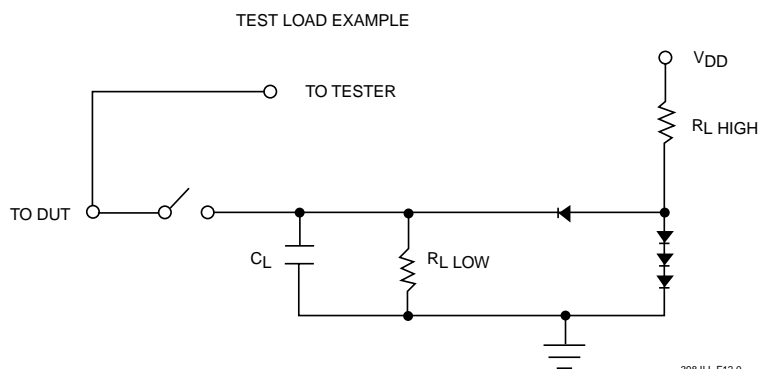 TEST LOAD EXAMPLE
VDD
TO TESTER
RL HIGH
TO DUT
CL
RL LOW